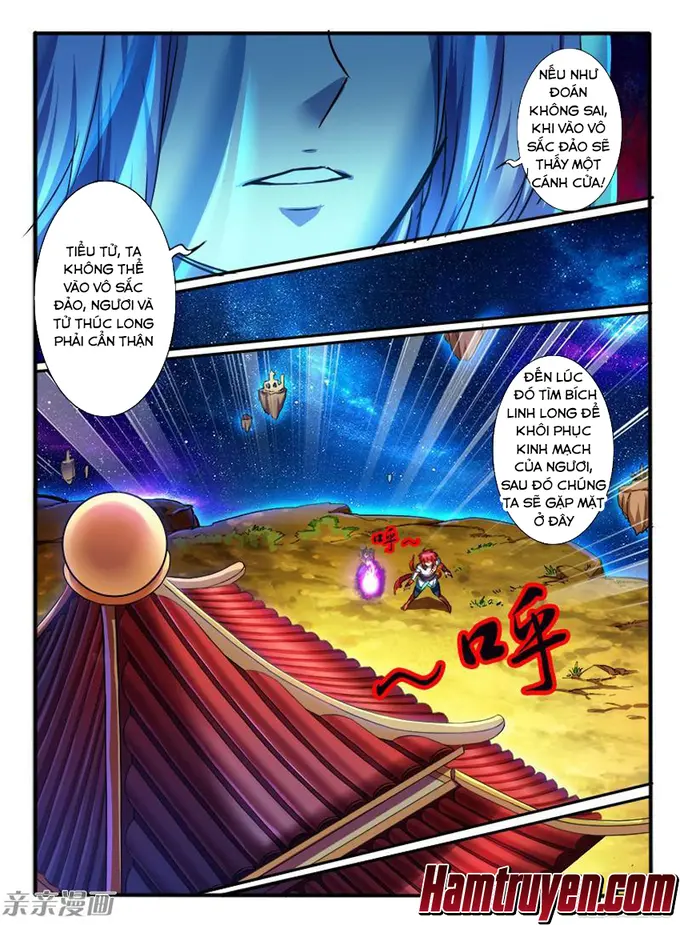 NẾU NHƯ
ĐOÁN
KHÔNG SAI,
KHI VÀO VÔ
SẮC ĐẢO SẼ
THẤY MỘT
CÁNH CỬA!
TIỂU TỬ, TA
KHÔNG THỂ
VÀO VÔ SẮC
ĐẢO, NGƯƠI VÀ
TỬ THÚC LONG
PHẢI CẨN THẬN
ĐẾN LÚC
ĐÓ TÌM BÍCH
LINH LONG ĐỂ
KHÔI PHỤC
KINH MẠCH
CỦA NGƯƠI,
SAU ĐÓ CHÚNG
TA SẼ GẶP MẶT
Ở ĐÂY
呼~
~呼
亲亲漫画
Hamtruyen.com